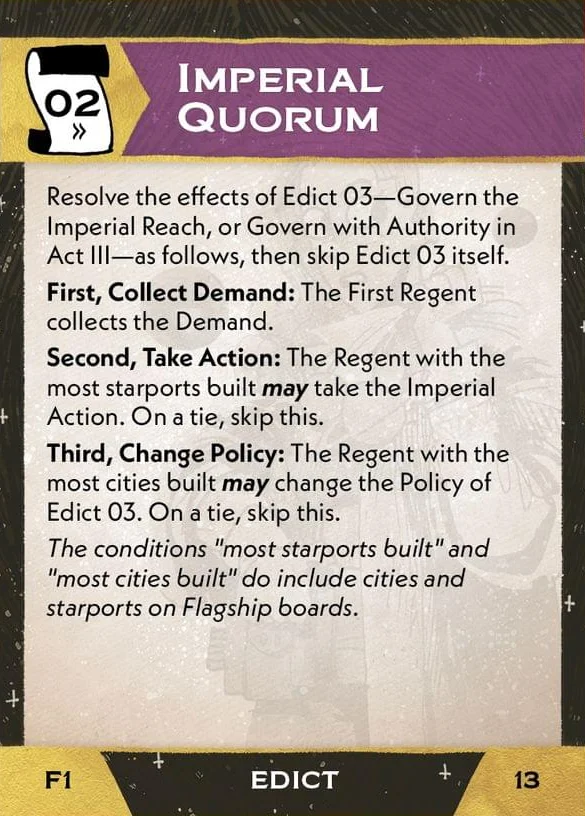 02
»
IMPERIAL
QUORUM
Resolve the effects of Edict 03—Govern the
Imperial Reach, or Govern with Authority in
Act III—as follows, then skip Edict 03 itself.
First, Collect Demand: The First Regent
collects the Demand.
Second, Take Action: The Regent with the
most starports built may take the Imperial
Action. On a tie, skip this.
Third, Change Policy: The Regent with the
most cities built may change the Policy of
Edict 03. On a tie, skip this.
The conditions "most starports built" and
"most cities built" do include cities and
starports on Flagship boards.
F1 EDICT 13